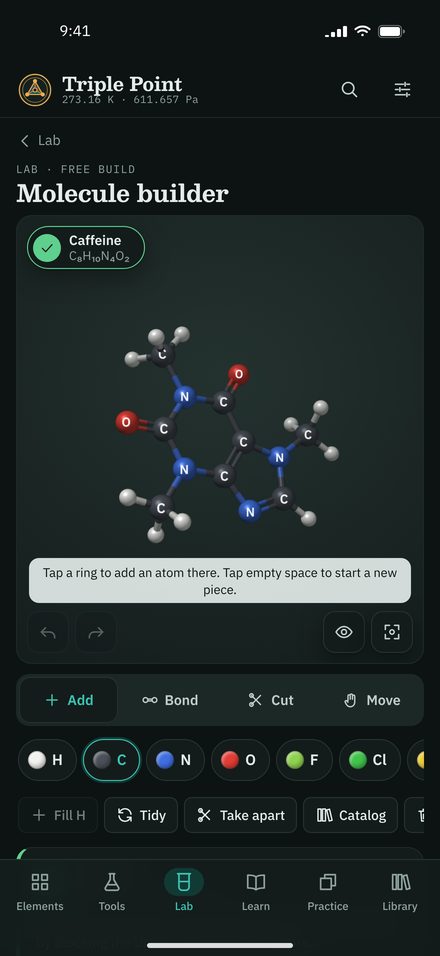 9:41
Triple Point
273.16 K · 611.657 Pa
Lab
LAB · FREE BUILD
Molecule builder
Caffeine
C₈H₁₀N₄O₂
C
O
N
C
O
C
C
C
N
N
C
C
C
N
Tap a ring to add an atom there. Tap empty space to start a new
piece.
Add Bond Cut Move
H C N O F Cl
Fill H Tidy Take apart Catalog
Elements Tools Lab Learn Practice Library